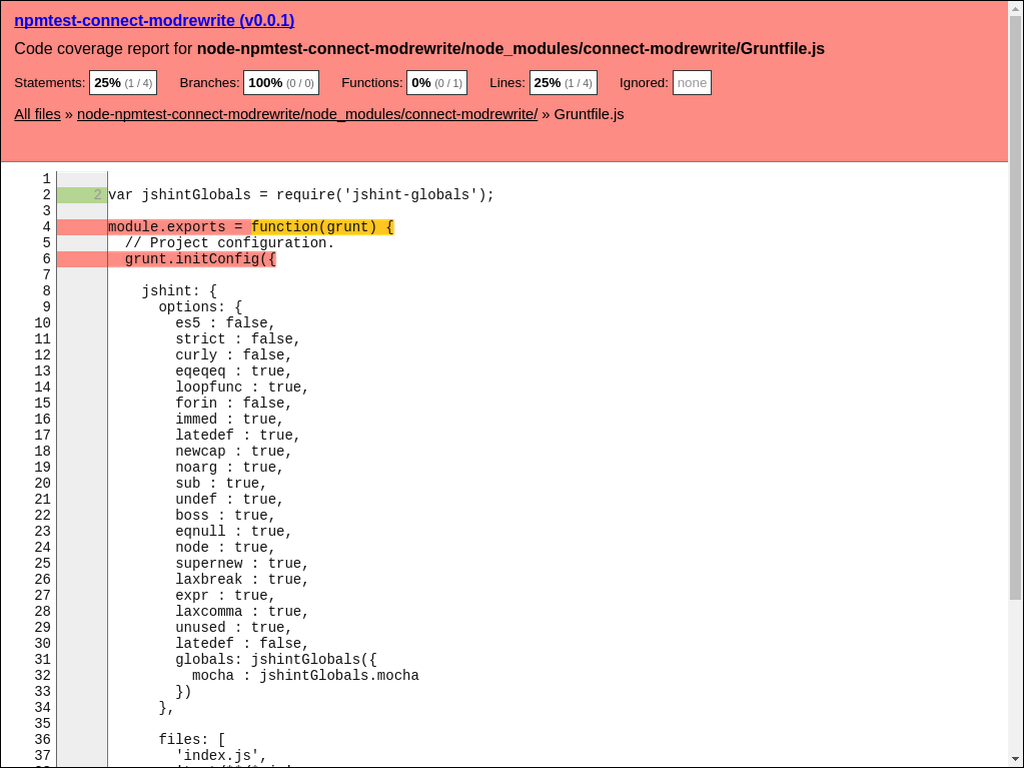 npmtest-connect-modrewrite (v0.0.1)
Code coverage report for node-npmtest-connect-modrewrite/node_modules/connect-modrewrite/Gruntfile.js
Statements: 25% (1 / 4) Branches: 100% (0 / 0) Functions: 0% (0 / 1) Lines: 25% (1 / 4) Ignored: none
All files » node-npmtest-connect-modrewrite/node_modules/connect-modrewrite/ » Gruntfile.js
1
2 2 var jshintGlobals = require('jshint-globals');
3
4 module.exports = function(grunt) {
5 // Project configuration.
6 grunt.initConfig({
7
8 jshint: {
9 options: {
10 es5 : false,
11 strict : false,
12 curly : false,
13 eqeqeq : true,
14 loopfunc : true,
15 forin : false,
16 immed : true,
17 latedef : true,
18 newcap : true,
19 noarg : true,
20 sub : true,
21 undef : true,
22 boss : true,
23 eqnull : true,
24 node : true,
25 supernew : true,
26 laxbreak : true,
27 expr : true,
28 laxcomma : true,
29 unused : true,
30 latedef : false,
31 globals: jshintGlobals({
32 mocha : jshintGlobals.mocha
33 })
34 },
35
36 files: [
37 'index.js',